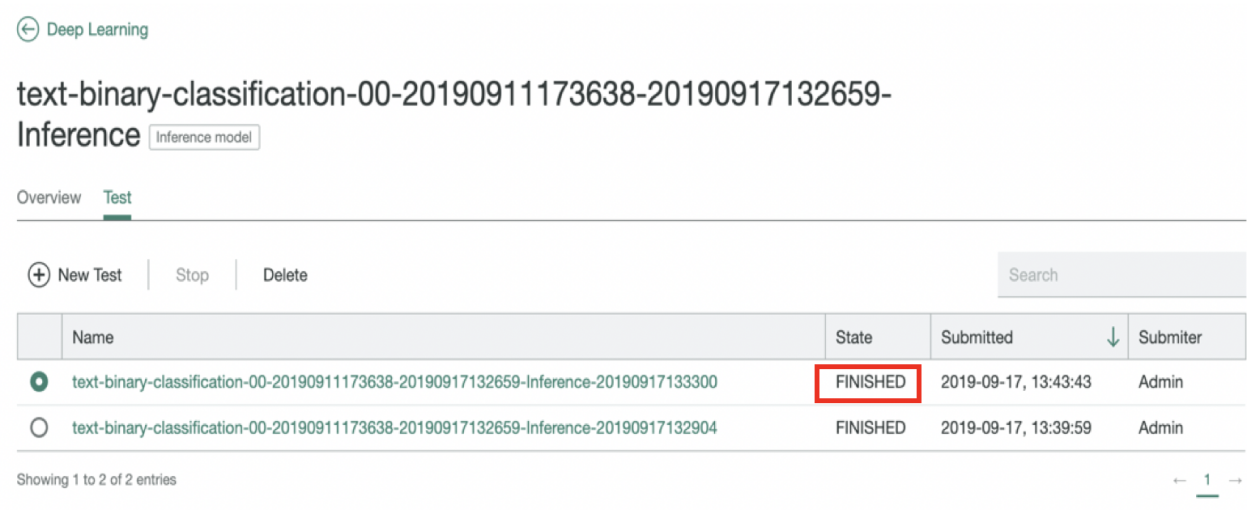 Deep Learning
text-binary-classification-00-20190911173638-20190917132659-
Inference Inference model
Overview Test
New Test Stop Delete Search
Name State Submitted Submiter
text-binary-classification-00-20190911173638-20190917132659-Inference-20190917133300 FINISHED 2019-09-17, 13:43:43 Admin
text-binary-classification-00-20190911173638-20190917132659-Inference-20190917132904 FINISHED 2019-09-17, 13:39:59 Admin
Showing 1 to 2 of 2 entries ← 1 →